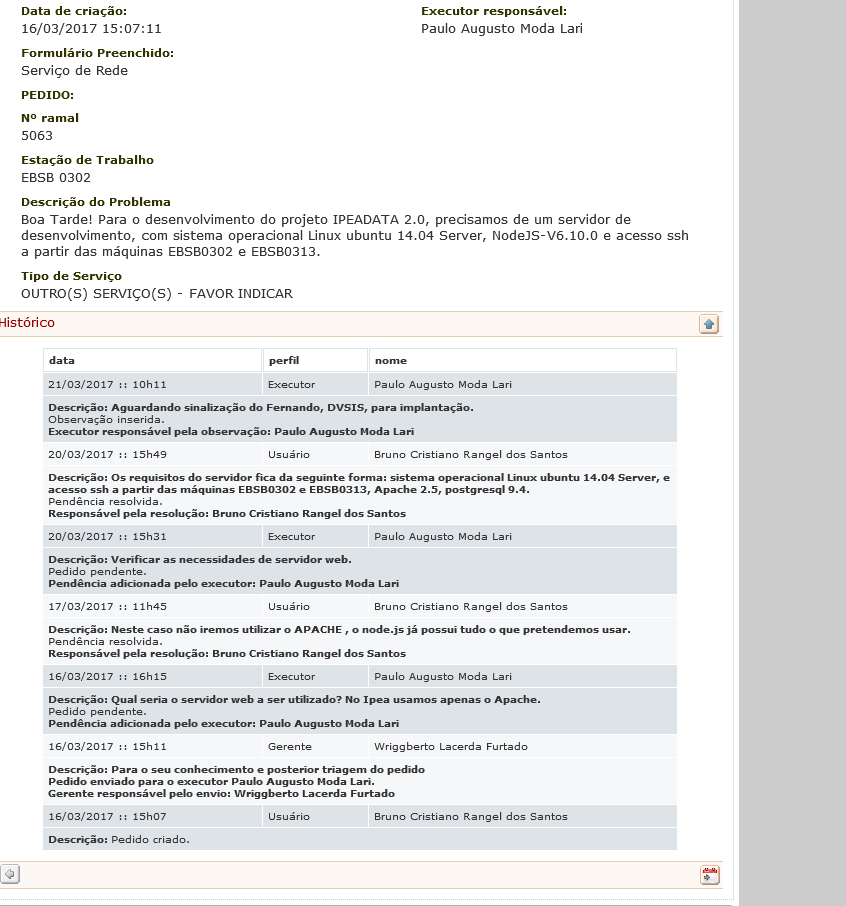 Data de criação:
Executor responsável:
16/03/2017 15:07:11
Paulo Augusto Moda Lari
Formulário Preenchido:
Serviço de Rede
PEDIDO:
Nº ramal
5063
Estação de Trabalho
EBSB 0302
Descrição do Problema
Boa Tarde! Para o desenvolvimento do projeto IPEADATA 2.0, precisamos de um servidor de
desenvolvimento, com sistema operacional Linux ubuntu 14.04 Server, NodeJS-V6.10.0 e acesso ssh
a partir das máquinas EBSB0302 e EBSB0313.
Tipo de Serviço
OUTRO(S) SERVIÇO(S) - FAVOR INDICAR
Histórico
data perfil nome
21/03/2017 :: 10h11 Executor Paulo Augusto Moda Lari
Descrição: Aguardando sinalização do Fernando, DVSIS, para implantação.
Observação inserida.
Executor responsável pela observação: Paulo Augusto Moda Lari
20/03/2017 :: 15h49 Usuário Bruno Cristiano Rangel dos Santos
Descrição: Os requisitos do servidor fica da seguinte forma: sistema operacional Linux ubuntu 14.04 Server, e
acesso ssh a partir das máquinas EBSB0302 e EBSB0313, Apache 2.5, postgresql 9.4.
Pendência resolvida.
Responsável pela resolução: Bruno Cristiano Rangel dos Santos
20/03/2017 :: 15h31 Executor Paulo Augusto Moda Lari
Descrição: Verificar as necessidades de servidor web.
Pedido pendente.
Pendência adicionada pelo executor: Paulo Augusto Moda Lari
17/03/2017 :: 11h45 Usuário Bruno Cristiano Rangel dos Santos
Descrição: Neste caso não iremos utilizar o APACHE , o node.js já possui tudo o que pretendemos usar.
Pendência resolvida.
Responsável pela resolução: Bruno Cristiano Rangel dos Santos
16/03/2017 :: 16h15 Executor Paulo Augusto Moda Lari
Descrição: Qual seria o servidor web a ser utilizado? No Ipea usamos apenas o Apache.
Pedido pendente.
Pendência adicionada pelo executor: Paulo Augusto Moda Lari
16/03/2017 :: 15h11 Gerente Wriggberto Lacerda Furtado
Descrição: Para o seu conhecimento e posterior triagem do pedido
Pedido enviado para o executor Paulo Augusto Moda Lari.
Gerente responsável pelo envio: Wriggberto Lacerda Furtado
16/03/2017 :: 15h07 Usuário Bruno Cristiano Rangel dos Santos
Descrição: Pedido criado.